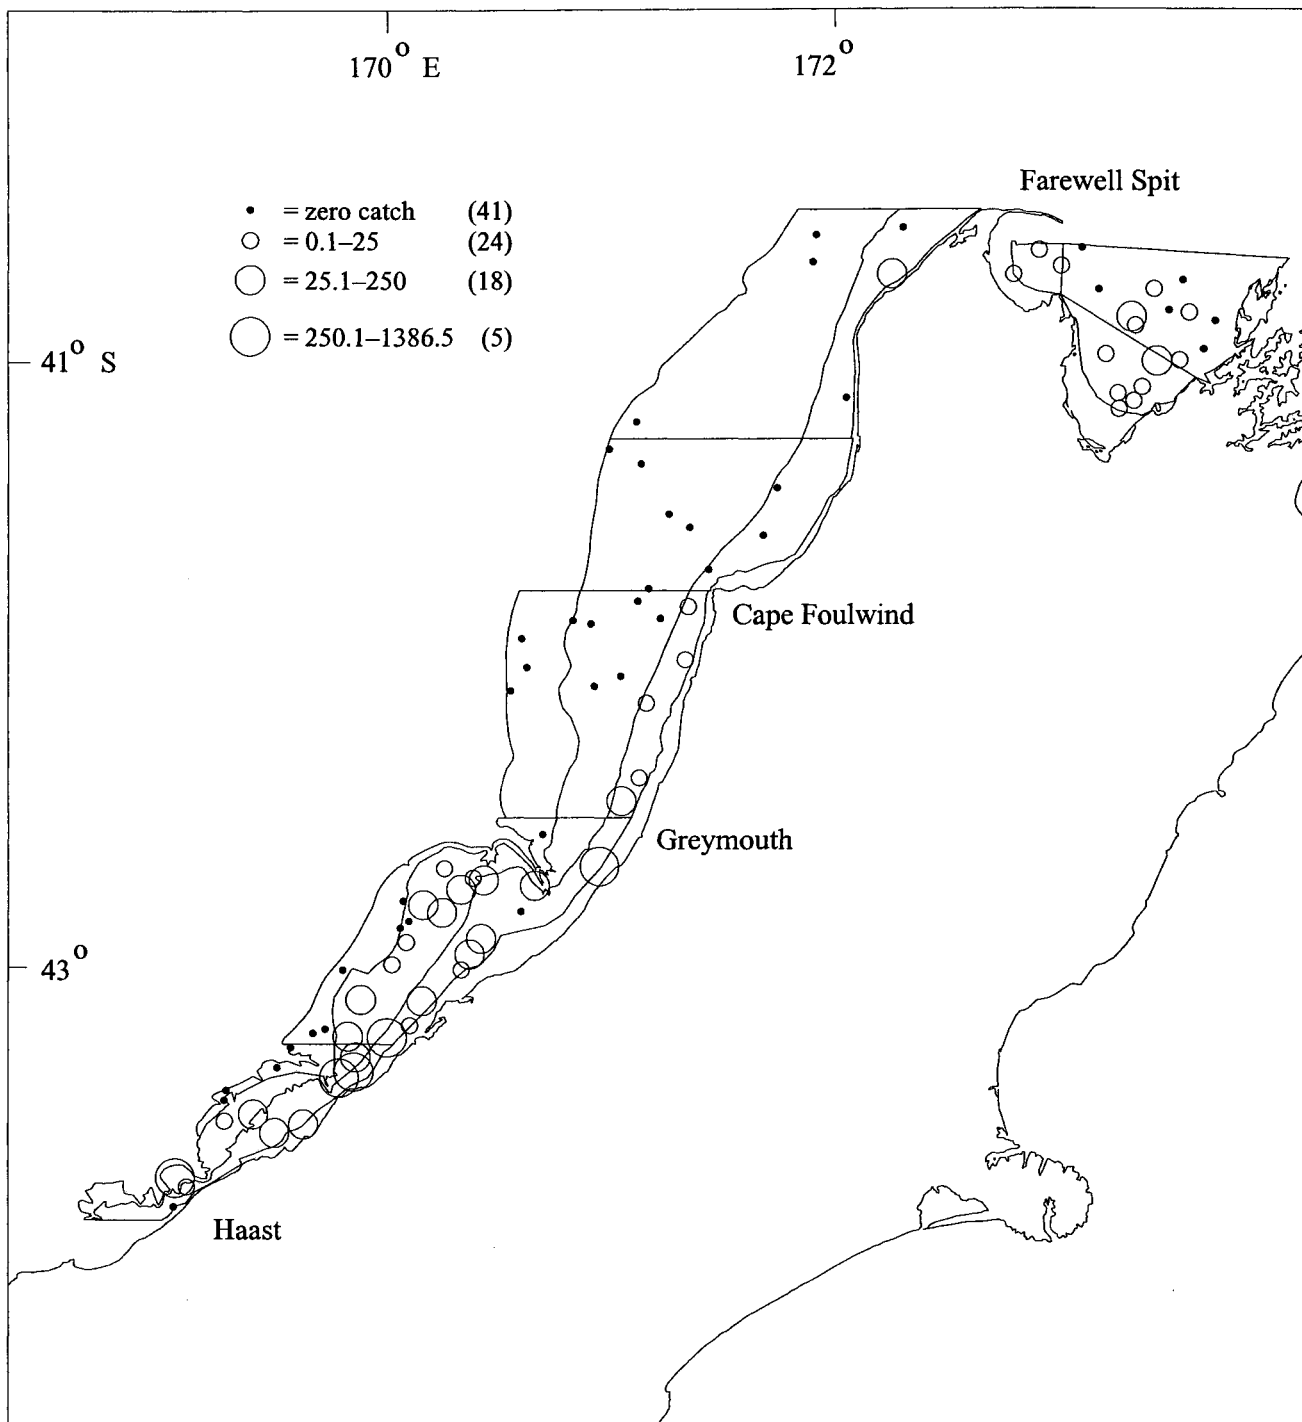 170° E 172°
Farewell Spit
• = zero catch (41)
○ = 0.1–25 (24)
○ = 25.1–250 (18)
○ = 250.1–1386.5 (5)
41° S
Cape Foulwind
Greymouth
43°
Haast